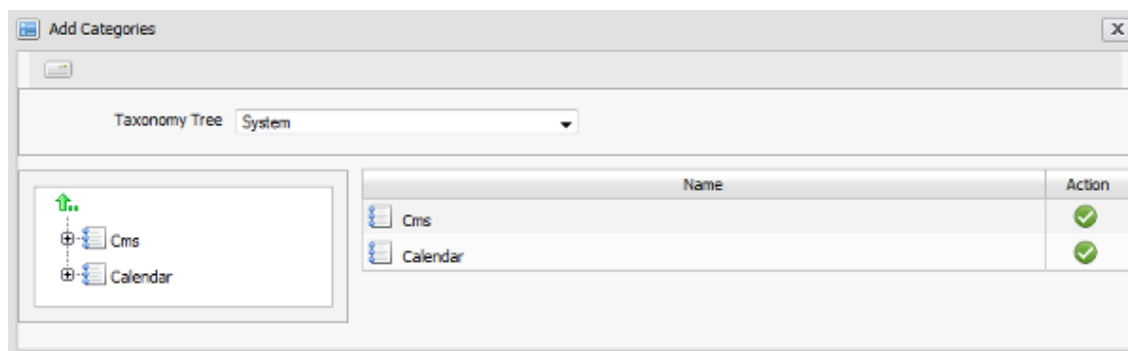 Add Categories
X
Taxonomy Tree System
Name Action
Cms
Calendar
Cms
Calendar